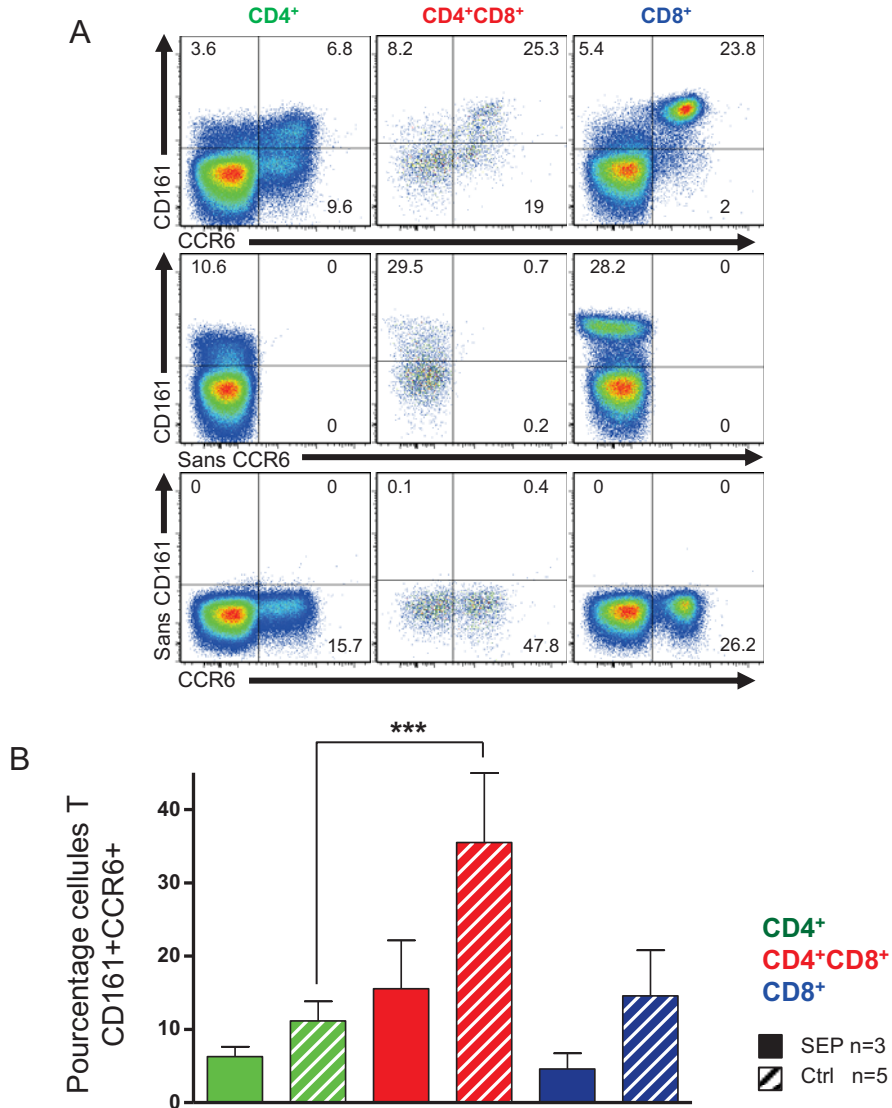 A
CD4⁺ CD4⁺CD8⁺ CD8⁺
3.6 6.8 8.2 25.3 5.4 23.8
CD161
9.6 19 2
CCR6
10.6 0 29.5 0.7 28.2 0
CD161
0 0.2 0
Sans CCR6
0 0 0.1 0.4 0 0
Sans CD161
15.7 47.8 26.2
CCR6
B
***
Pourcentage cellules T
CD161+CCR6+
40
30
20
10
0
CD4⁺
CD4⁺CD8⁺
CD8⁺
SEP n=3
Ctrl n=5